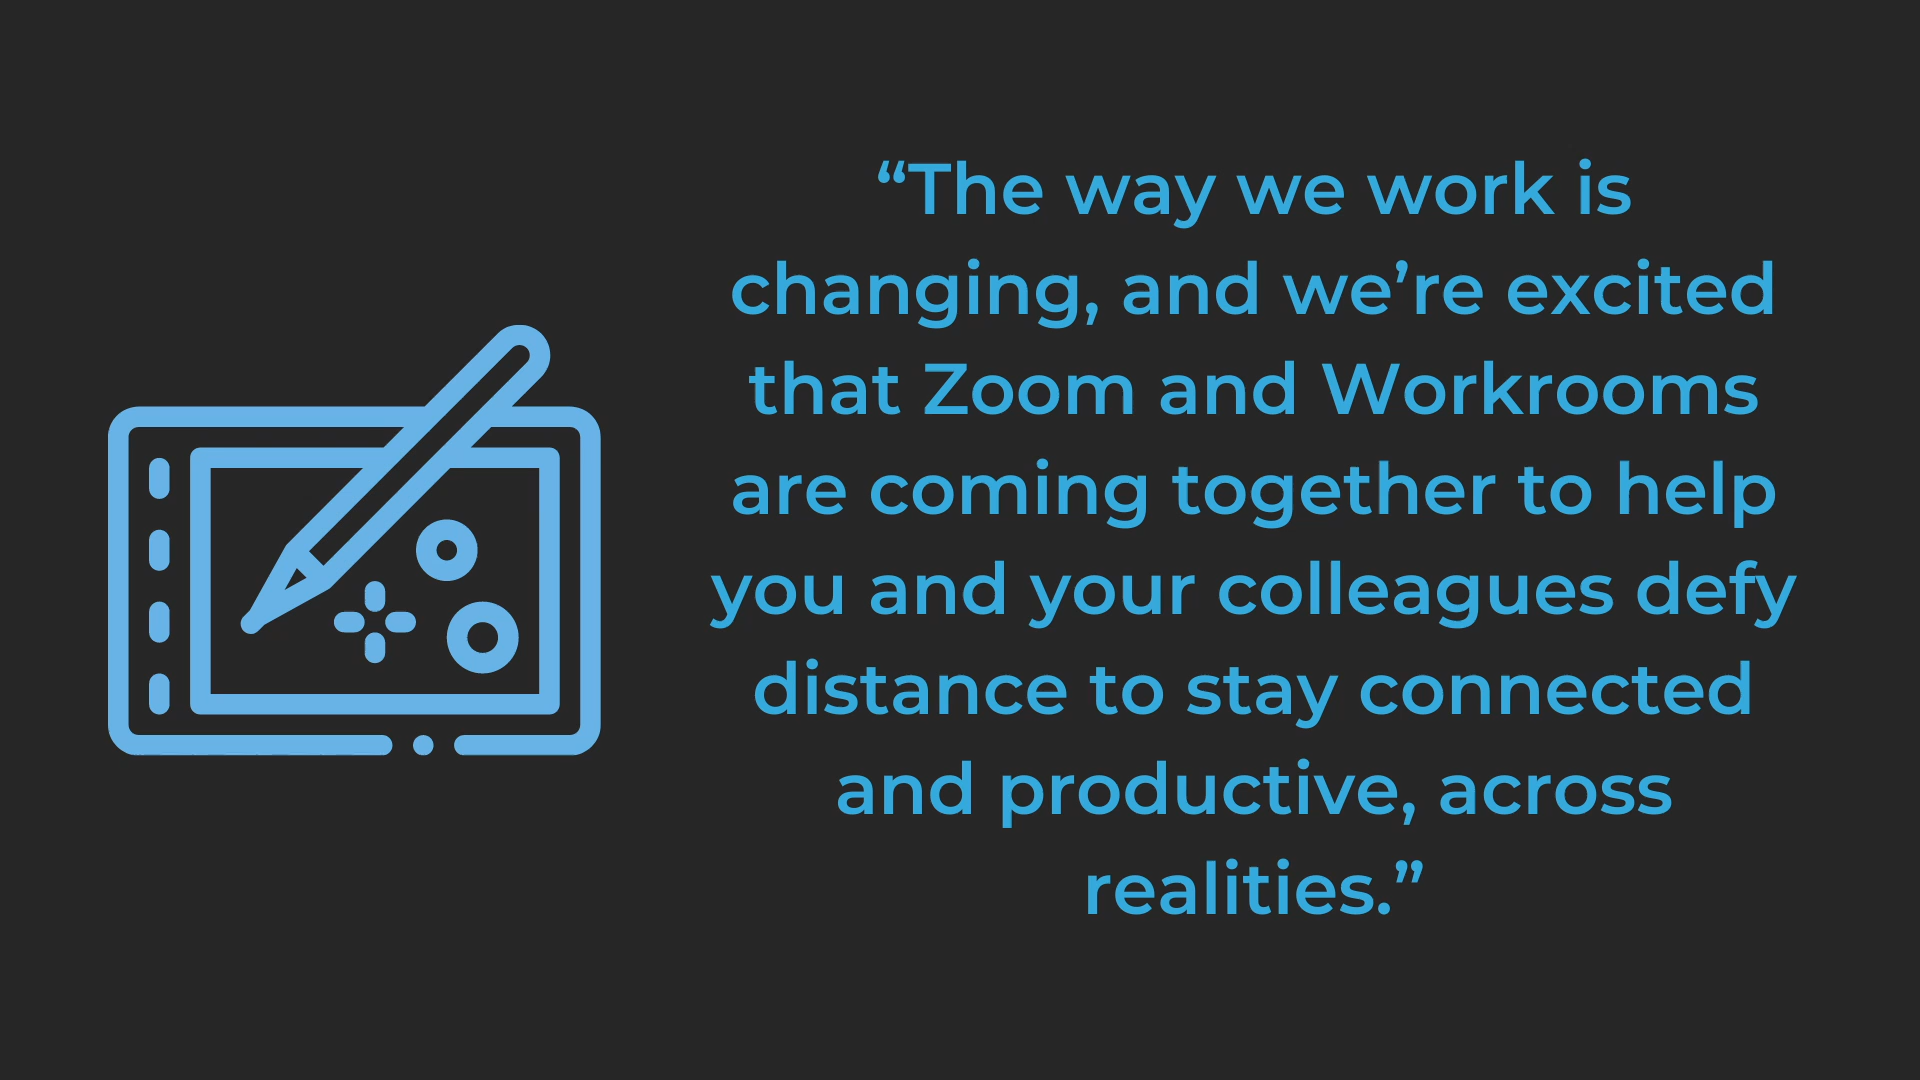 “The way we work is
changing, and we’re excited
that Zoom and Workrooms
are coming together to help
you and your colleagues defy
distance to stay connected
and productive, across
realities.”